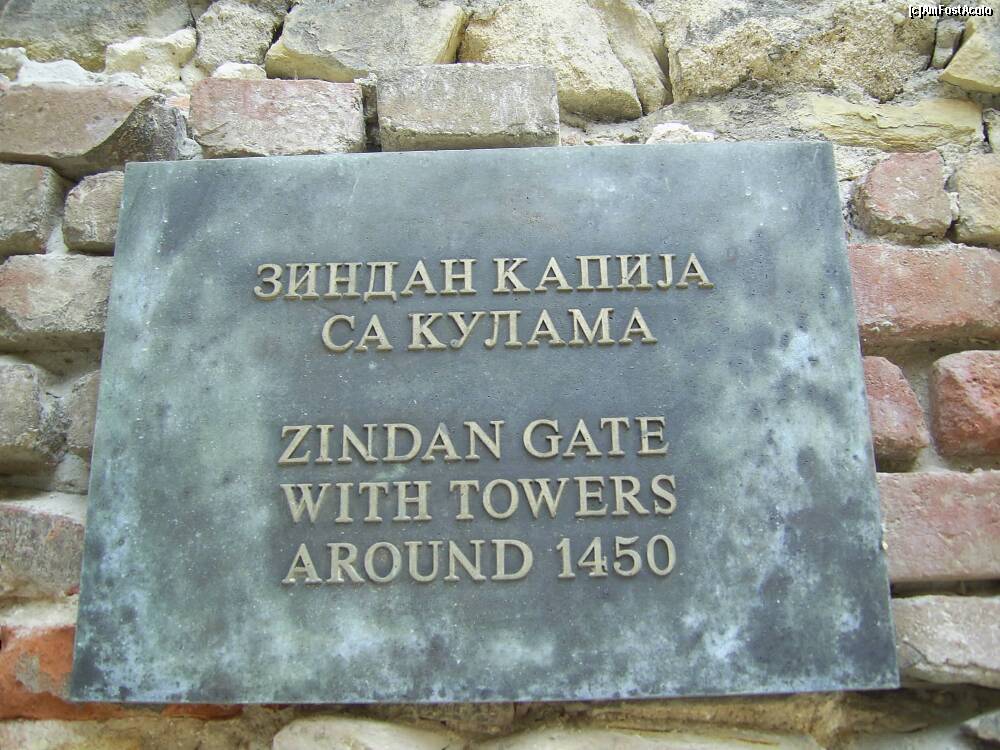 (c)AmFostAcolo
ЗИНДАН КАПИЈА
СА КУЛАМА
ZINDAN GATE
WITH TOWERS
AROUND 1450